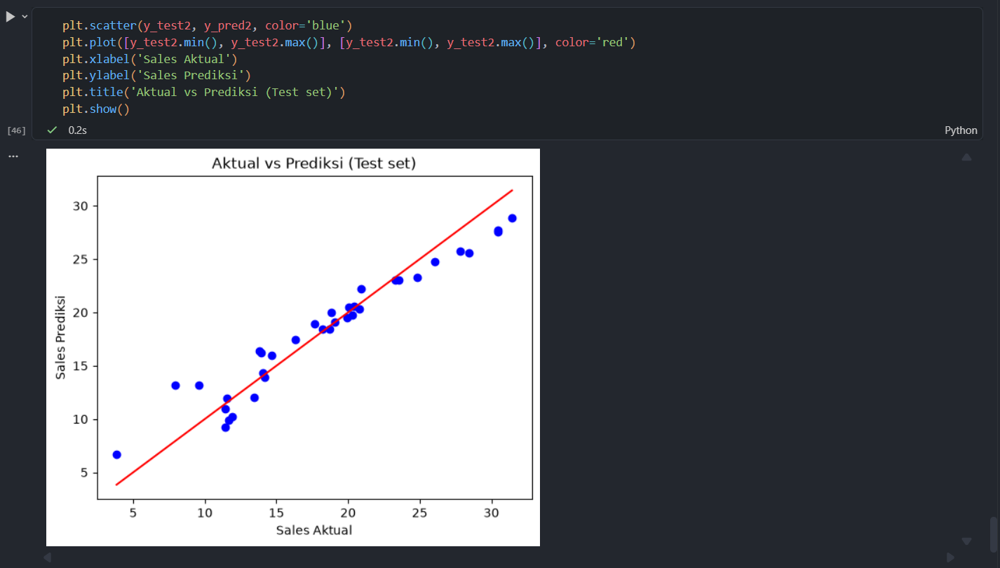 plt.scatter(y_test2, y_pred2, color='blue')
plt.plot([y_test2.min(), y_test2.max()], [y_test2.min(), y_test2.max()], color='red')
plt.xlabel('Sales Aktual')
plt.ylabel('Sales Prediksi')
plt.title('Aktual vs Prediksi (Test set)')
plt.show()
[46]
0.2s
Python
...
Aktual vs Prediksi (Test set)
30
25
20
15
10
5
Sales Prediksi
5 10 15 20 25 30
Sales Aktual